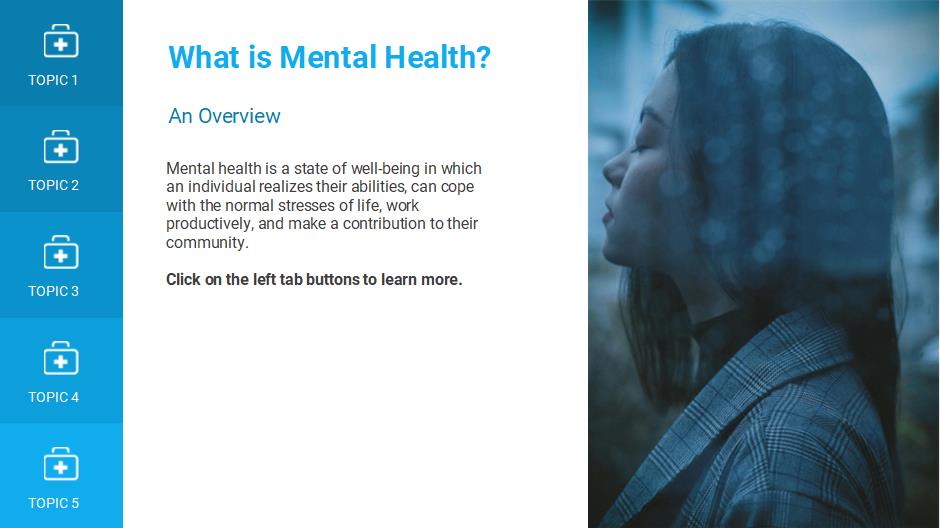 TOPIC 1
TOPIC 2
TOPIC 3
TOPIC 4
TOPIC 5
What is Mental Health?
An Overview
Mental health is a state of well-being in which
an individual realizes their abilities, can cope
with the normal stresses of life, work
productively, and make a contribution to their
community.
Click on the left tab buttons to learn more.